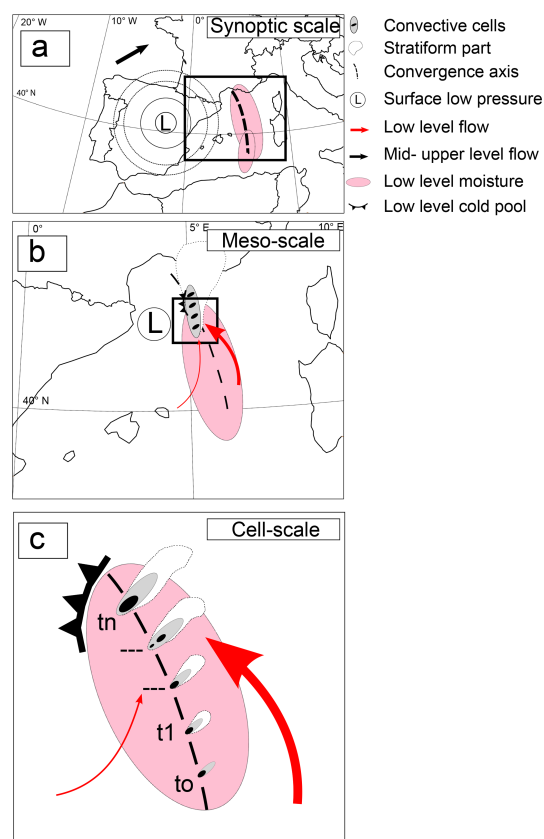 20° W
10° W
0°
Synoptic scale
a
40° N
L
Convective cells
Stratiform part
Convergence axis
L Surface low pressure
Low level flow
Mid- upper level flow
Low level moisture
Low level cold pool
0°
5° E
10° E
Meso-scale
b
L
40° N
Cell-scale
c
tn
t1
to